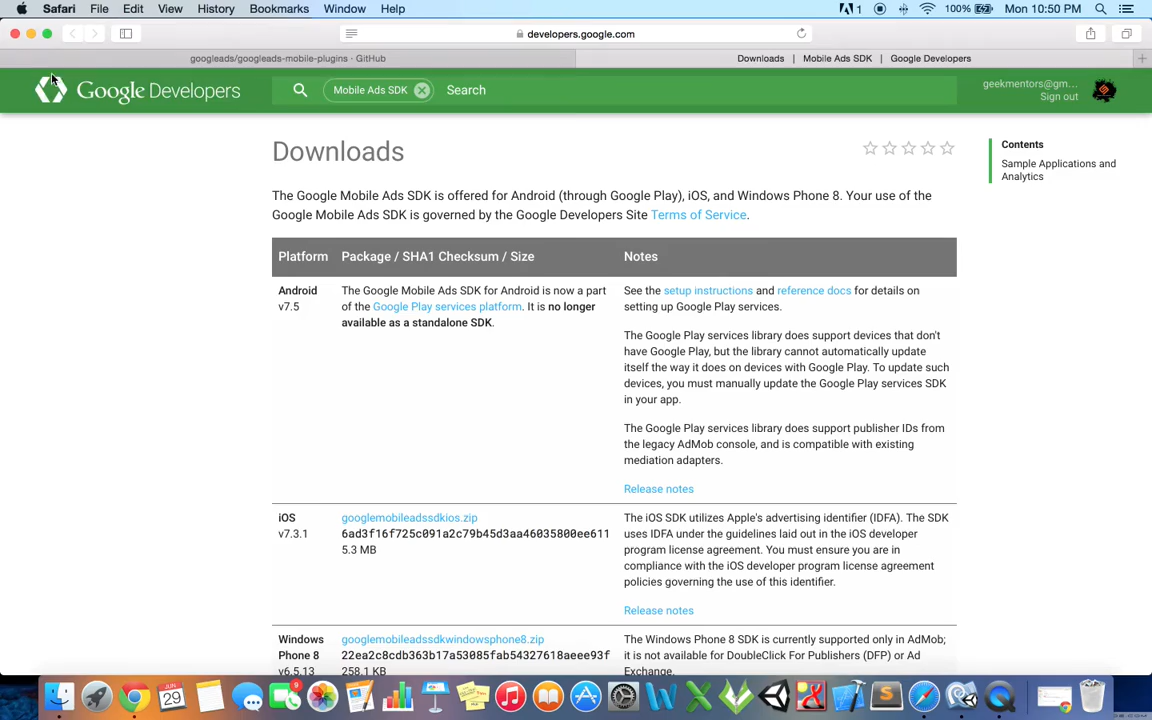 Safari File Edit View History Bookmarks Window Help 1 100% Mon 10:50 PM
developers.google.com
googleads/googleads-mobile-plugins · GitHub Downloads | Mobile Ads SDK | Google Developers
Google Developers Mobile Ads SDK Search geekmentors@gm...
Sign out
Downloads
Contents
Sample Applications and
Analytics
The Google Mobile Ads SDK is offered for Android (through Google Play), iOS, and Windows Phone 8. Your use of the
Google Mobile Ads SDK is governed by the Google Developers Site Terms of Service.
Platform Package / SHA1 Checksum / Size Notes
Android
v7.5
The Google Mobile Ads SDK for Android is now a part
of the Google Play services platform. It is no longer
available as a standalone SDK.
See the setup instructions and reference docs for details on
setting up Google Play services.
The Google Play services library does support devices that don't
have Google Play, but the library cannot automatically update
itself the way it does on devices with Google Play. To update such
devices, you must manually update the Google Play services SDK
in your app.
The Google Play services library does support publisher IDs from
the legacy AdMob console, and is compatible with existing
mediation adapters.
Release notes
iOS
v7.3.1
googlemobileadssdkios.zip
6ad3f16f725c091a2c79b45d3aa46035800ee611
5.3 MB
The iOS SDK utilizes Apple's advertising identifier (IDFA). The SDK
uses IDFA under the guidelines laid out in the iOS developer
program license agreement. You must ensure you are in
compliance with the iOS developer program license agreement
policies governing the use of this identifier.
Release notes
Windows
Phone 8
v6.5.13
googlemobileadssdkwindowsphone8.zip
22ea2c8cdb363b17a53085fab54327618aeee93f
258.1 KB
The Windows Phone 8 SDK is currently supported only in AdMob;
it is not available for DoubleClick For Publishers (DFP) or Ad
Exchange.
JUN
29
9